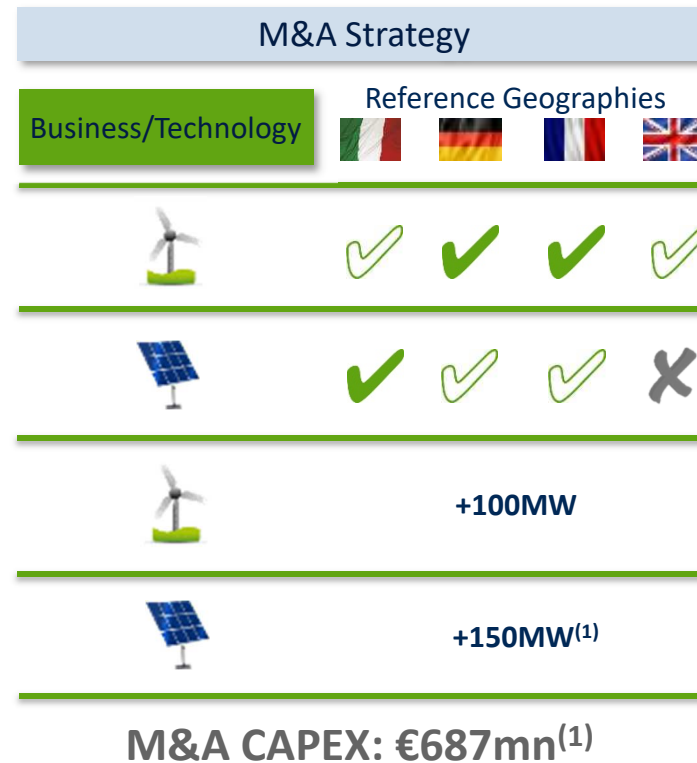 M&A Strategy
Reference Geographies
Business/Technology
+100MW
+150MW(1)
M&A CAPEX: €687mn(1)